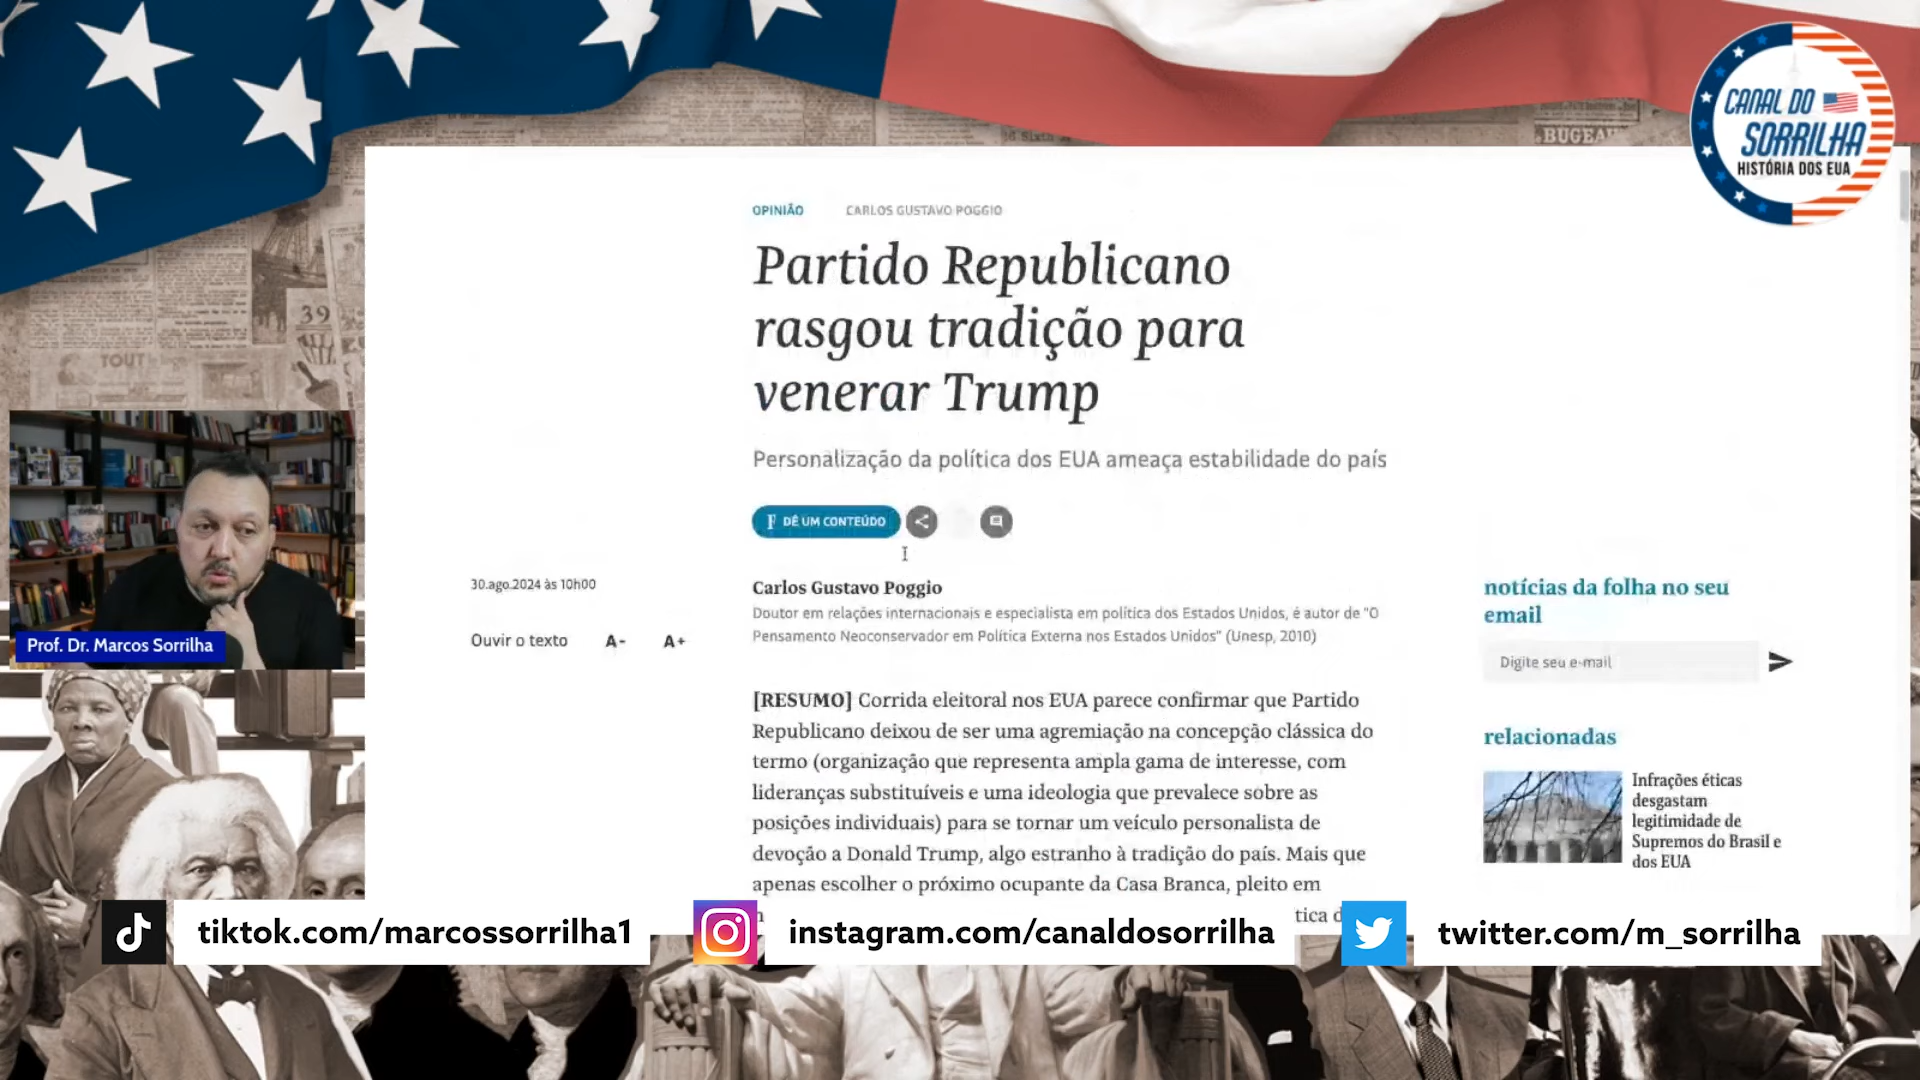 CANAL DO
SORRILHA
HISTÓRIA DOS EUA
BUGEAU
39
TOUT
OPINIÃO
CARLOS GUSTAVO POGGIO
Partido Republicano
rasgou tradição para
venerar Trump
Personalização da política dos EUA ameaça estabilidade do país
F DÊ UM CONTEÚDO
30.ago.2024 às 10h00
Ouvir o texto
A-
A+
Carlos Gustavo Poggio
Doutor em relações internacionais e especialista em política dos Estados Unidos, é autor de "O
Pensamento Neoconservador em Política Externa nos Estados Unidos" (Unesp, 2010)
[RESUMO] Corrida eleitoral nos EUA parece confirmar que Partido
Republicano deixou de ser uma agremiação na concepção clássica do
termo (organização que representa ampla gama de interesse, com
lideranças substituíveis e uma ideologia que prevalece sobre as
posições individuais) para se tornar um veículo personalista de
devoção a Donald Trump, algo estranho à tradição do país. Mais que
apenas escolher o próximo ocupante da Casa Branca, pleito em
notícias da folha no seu
email
Digite seu e-mail
relacionadas
Infrações éticas
desgastam
legitimidade de
Supremos do Brasil e
dos EUA
Prof. Dr. Marcos Sorrilha
tiktok.com/marcossorrilha1
instagram.com/canaldosorrilha
twitter.com/m_sorrilha